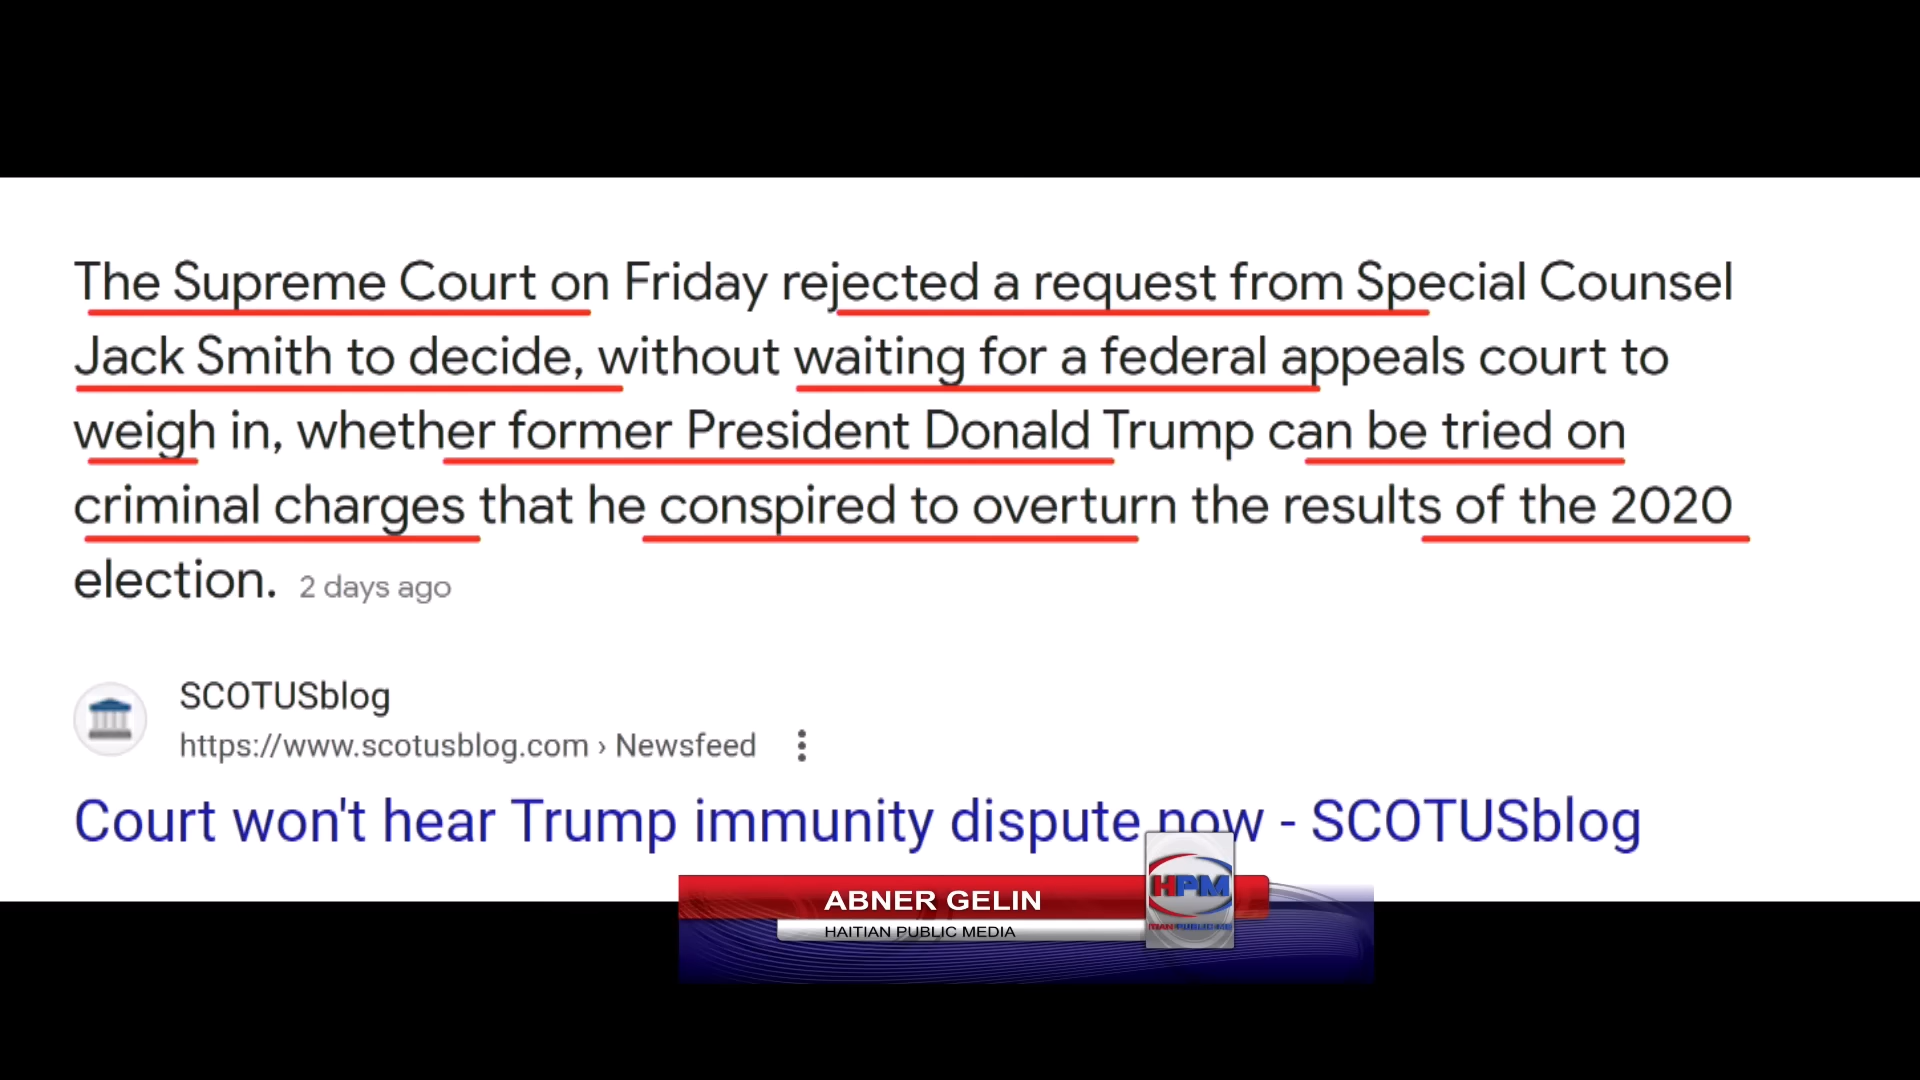 The Supreme Court on Friday rejected a request from Special Counsel
Jack Smith to decide, without waiting for a federal appeals court to
weigh in, whether former President Donald Trump can be tried on
criminal charges that he conspired to overturn the results of the 2020
election. 2 days ago
SCOTUSblog
https://www.scotusblog.com › Newsfeed
Court won't hear Trump immunity dispute now - SCOTUSblog
ABNER GELIN
HAITIAN PUBLIC MEDIA
HPM